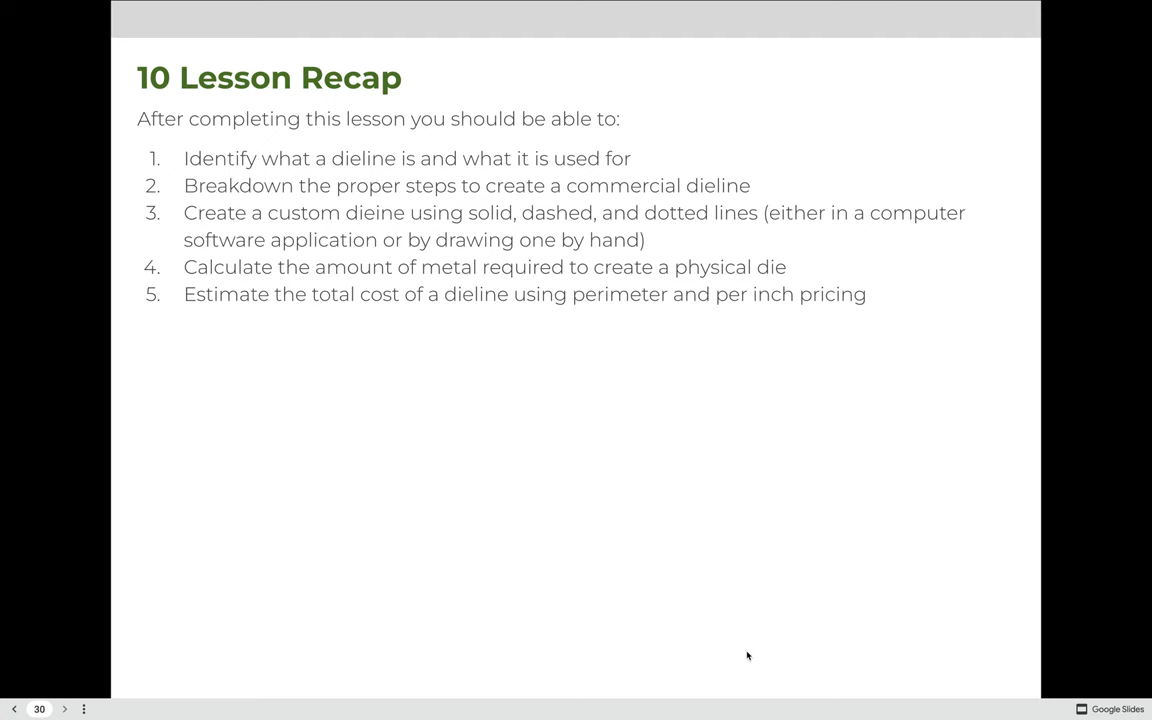 10 Lesson Recap
After completing this lesson you should be able to:
1. Identify what a dieline is and what it is used for
2. Breakdown the proper steps to create a commercial dieline
3. Create a custom dieine using solid, dashed, and dotted lines (either in a computer
software application or by drawing one by hand)
4. Calculate the amount of metal required to create a physical die
5. Estimate the total cost of a dieline using perimeter and per inch pricing
30
Google Slides